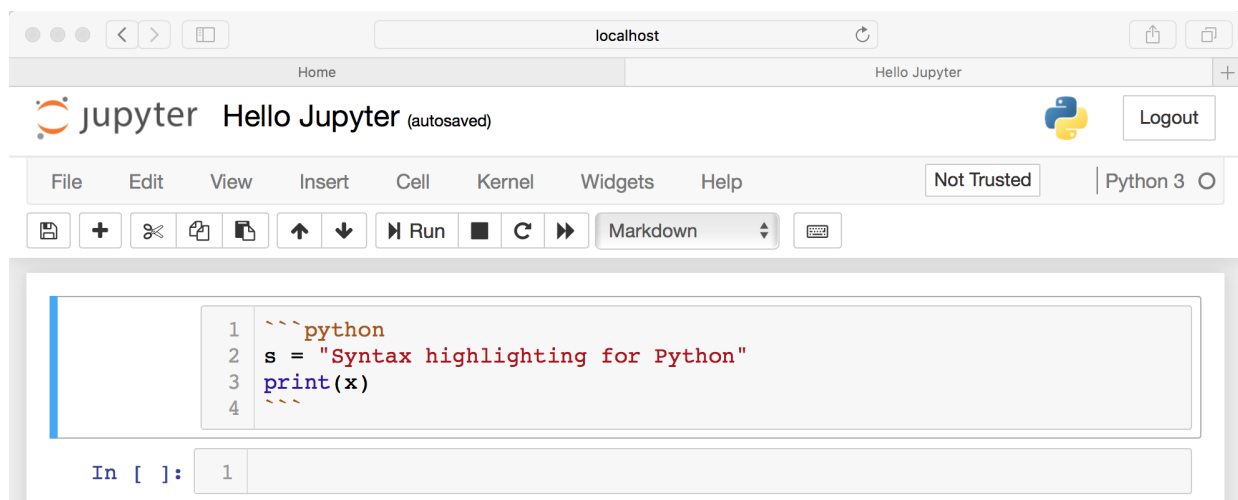 localhost
Home
Hello Jupyter
jupyter Hello Jupyter (autosaved)
Logout
File Edit View Insert Cell Kernel Widgets Help Not Trusted Python 3
Run Markdown
1 ```python
2 s = "Syntax highlighting for Python"
3 print(x)
4 ```
In [ ]: 1